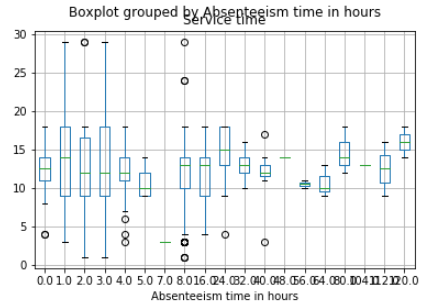 Boxplot grouped by Absenteeism time in hours
Service time
30
25
20
15
10
5
0
0.0 1.0 2.0 3.0 4.0 5.0 7.0 8.0 16.0 24.0 32.0 40.0 48.0 56.0 64.0 80.0 104.0 112.0 120.0
Absenteeism time in hours